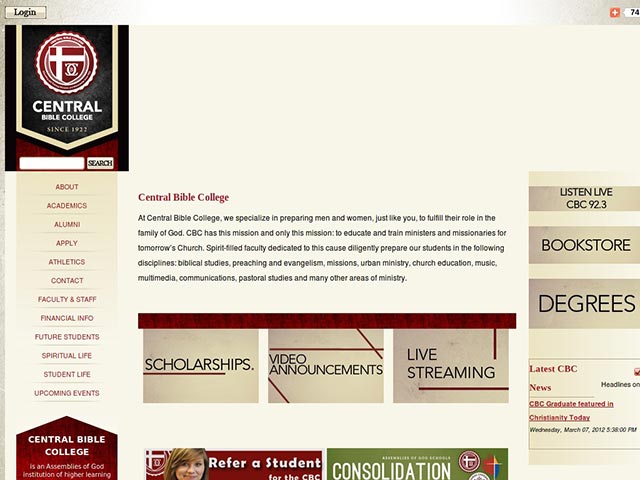 Login
74
CENTRAL
BIBLE COLLEGE
SINCE 1922
SEARCH
ABOUT
ACADEMICS
ALUMNI
APPLY
ATHLETICS
CONTACT
FACULTY & STAFF
FINANCIAL INFO
FUTURE STUDENTS
SPIRITUAL LIFE
STUDENT LIFE
UPCOMING EVENTS
CENTRAL BIBLE
COLLEGE
is an Assemblies of God
institution of higher learning
Central Bible College
At Central Bible College, we specialize in preparing men and women, just like you, to fulfill their role in the
family of God. CBC has this mission and only this mission: to educate and train ministers and missionaries for
tomorrow's Church. Spirit-filled faculty dedicated to this cause diligently prepare our students in the following
disciplines: biblical studies, preaching and evangelism, missions, urban ministry, church education, music,
multimedia, communications, pastoral studies and many other areas of ministry.
SCHOLARSHIPS.
VIDEO
ANNOUNCEMENTS
LIVE
STREAMING
Refer a Student
for the CBC
ASSEMBLIES OF GOD SCHOOLS
CONSOLIDATION
LISTEN LIVE
CBC 92.3
BOOKSTORE
DEGREES
Latest CBC
News
Headlines on
CBC Graduate featured in
Christianity Today
Wednesday, March 07, 2012 5:38:00 PM